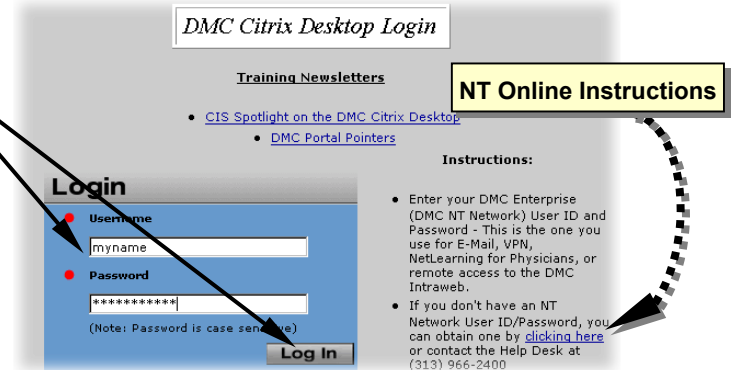 DMC Citrix Desktop Login
Training Newsletters
NT Online Instructions
• CIS Spotlight on the DMC Citrix Desktop
• DMC Portal Pointers
Login
Username
myname
Password
***********
(Note: Password is case sensitive)
Log In
Instructions:
• Enter your DMC Enterprise
(DMC NT Network) User ID and
Password - This is the one you
use for E-Mail, VPN,
NetLearning for Physicians, or
remote access to the DMC
Intraweb.
• If you don't have an NT
Network User ID/Password, you
can obtain one by clicking here
or contact the Help Desk at
(313) 966-2400